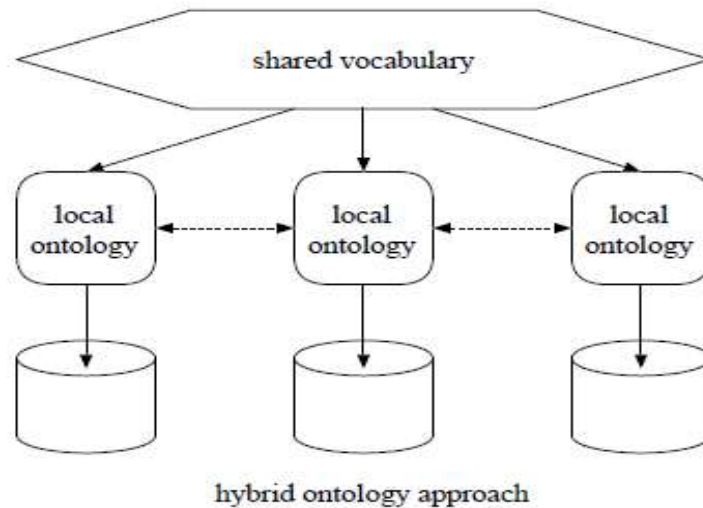 shared vocabulary
local
ontology
local
ontology
local
ontology
hybrid ontology approach